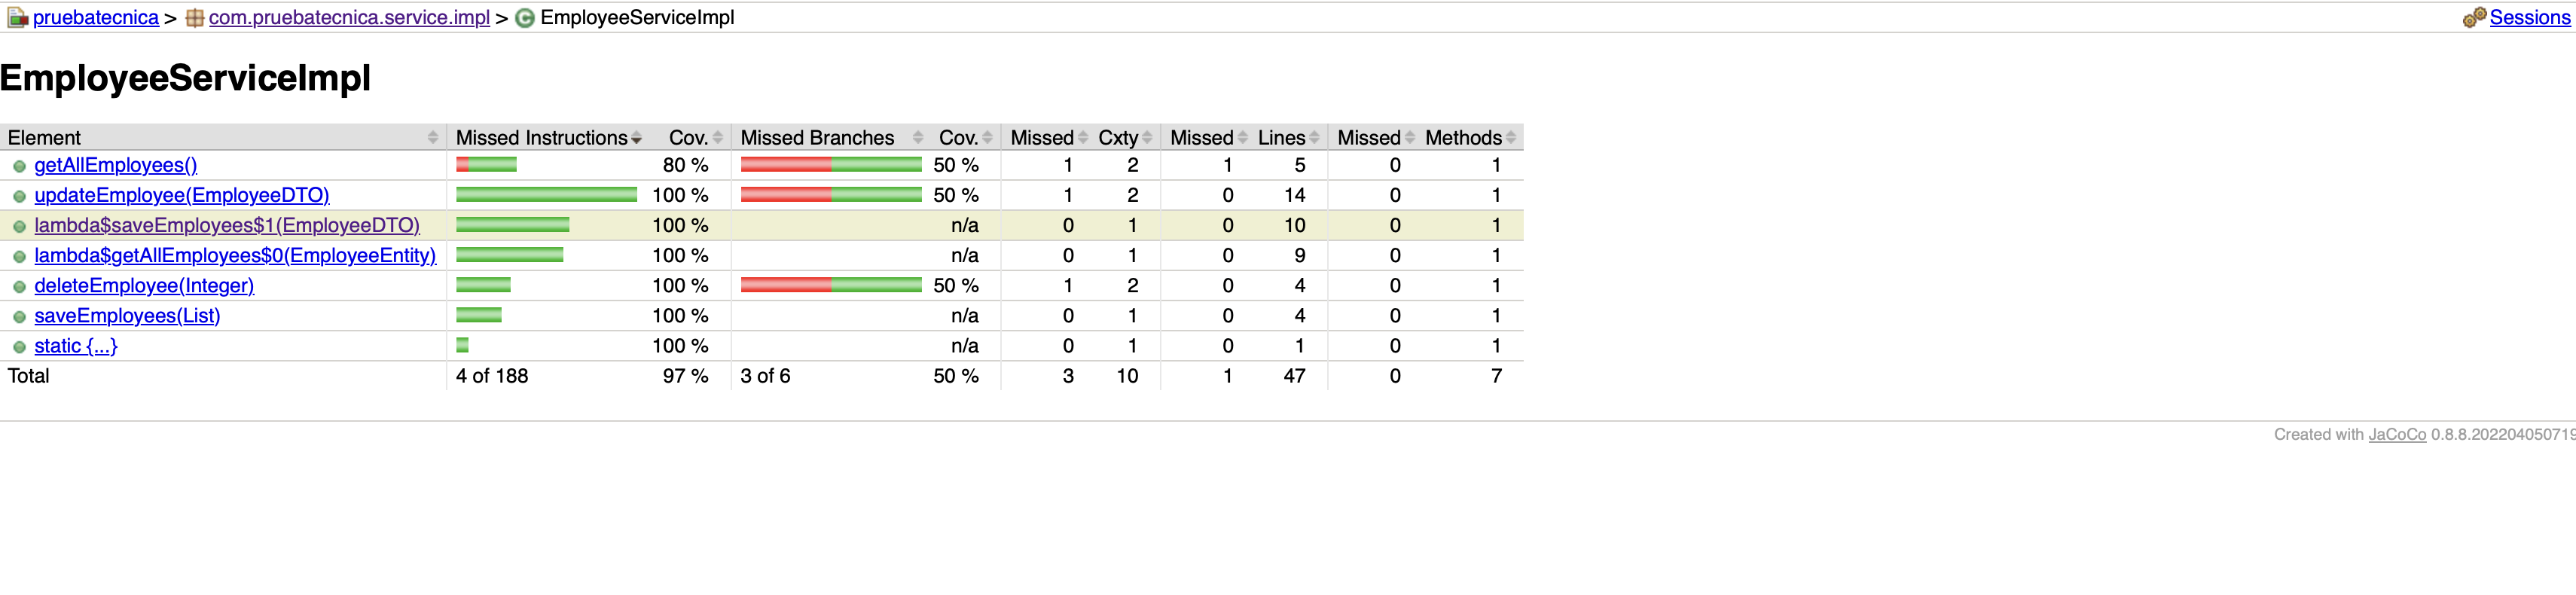 pruebatecnica > com.pruebatecnica.service.impl > EmployeeServiceImpl Sessions
EmployeeServiceImpl
Element Missed Instructions Cov. Missed Branches Cov. Missed Cxty Missed Lines Missed Methods
getAllEmployees() 80 % 50 % 1 2 1 5 0 1
updateEmployee(EmployeeDTO) 100 % 50 % 1 2 0 14 0 1
lambda$saveEmployees$1(EmployeeDTO) 100 % n/a 0 1 0 10 0 1
lambda$getAllEmployees$0(EmployeeEntity) 100 % n/a 0 1 0 9 0 1
deleteEmployee(Integer) 100 % 50 % 1 2 0 4 0 1
saveEmployees(List) 100 % n/a 0 1 0 4 0 1
static {...} 100 % n/a 0 1 0 1 0 1
Total 4 of 188 97 % 3 of 6 50 % 3 10 1 47 0 7
Created with JaCoCo 0.8.8.202204050719